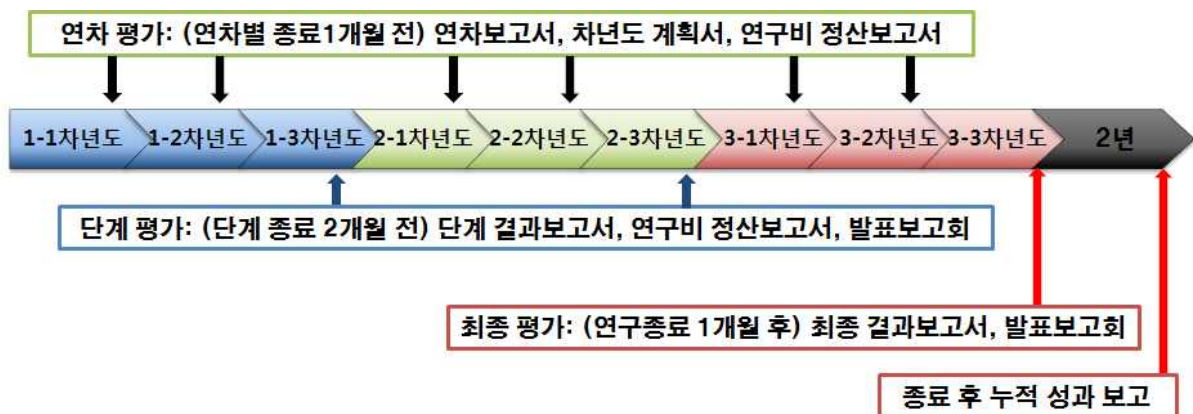 연차 평가: (연차별 종료1개월 전) 연차보고서, 차년도 계획서, 연구비 정산보고서
1-1차년도 1-2차년도 1-3차년도 2-1차년도 2-2차년도 2-3차년도 3-1차년도 3-2차년도 3-3차년도 2년
단계 평가: (단계 종료 2개월 전) 단계 결과보고서, 연구비 정산보고서, 발표보고회
최종 평가: (연구종료 1개월 후) 최종 결과보고서, 발표보고회
종료 후 누적 성과 보고